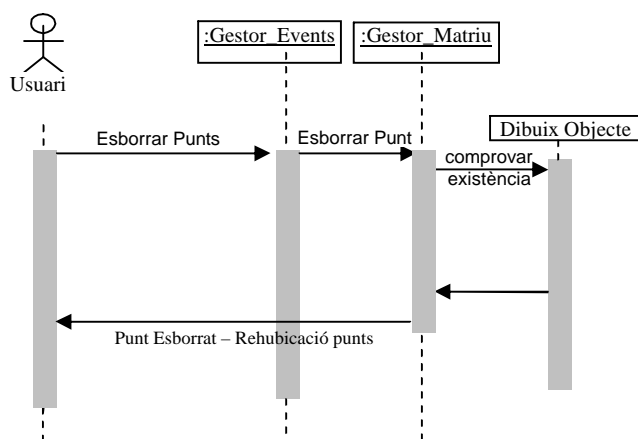 :Gestor_Events
:Gestor_Matriu
Usuari
Dibuix Objecte
Esborrar Punts
Esborrar Punt
comprovar
existència
Punt Esborrat – Rehubicació punts